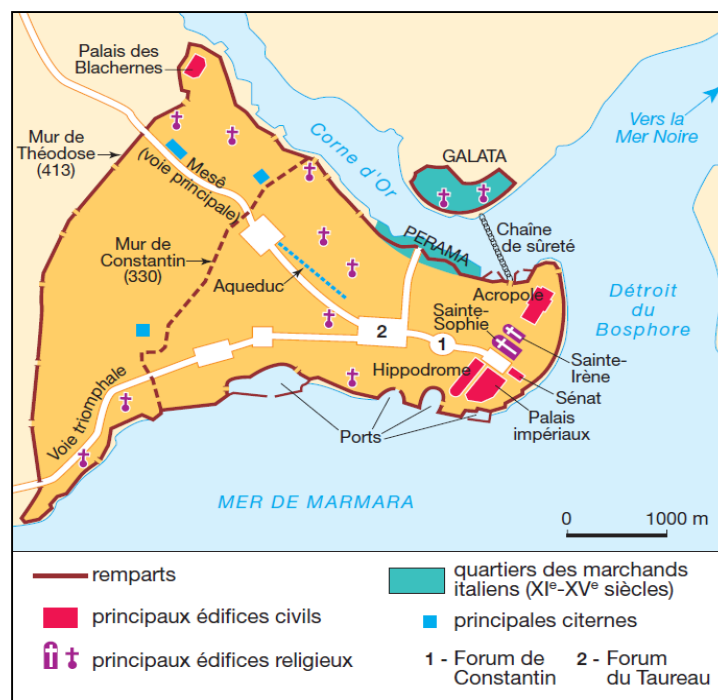 Palais des
Blachernes
Mur de
Théodose
(413)
Mesê
(voie principale)
Corne d'Or
GALATA
Vers la
Mer Noire
Chaîne
de sûreté
PERAMA
Mur de
Constantin
(330)
Aqueduc
Acropole
Sainte-
Sophie
Détroit
du
Bosphore
2
1
Sainte-
Irène
Hippodrome
Sénat
Palais
impériaux
Voie triomphale
Ports
MER DE MARMARA
0 1000 m
remparts
principaux édifices civils
principaux édifices religieux
quartiers des marchands
italiens (XIe-XVe siècles)
principales citernes
1 - Forum de
Constantin
2 - Forum
du Taureau